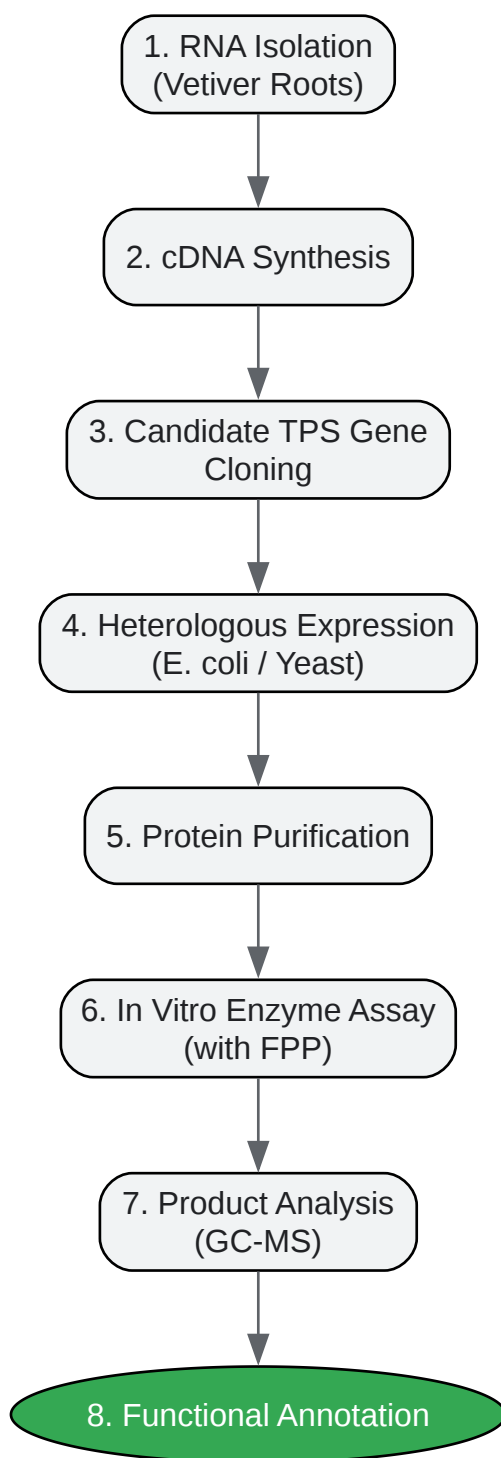 1. RNA Isolation
(Vetiver Roots)
2. cDNA Synthesis
3. Candidate TPS Gene
Cloning
4. Heterologous Expression
(E. coli / Yeast)
5. Protein Purification
6. In Vitro Enzyme Assay
(with FPP)
7. Product Analysis
(GC-MS)
8. Functional Annotation